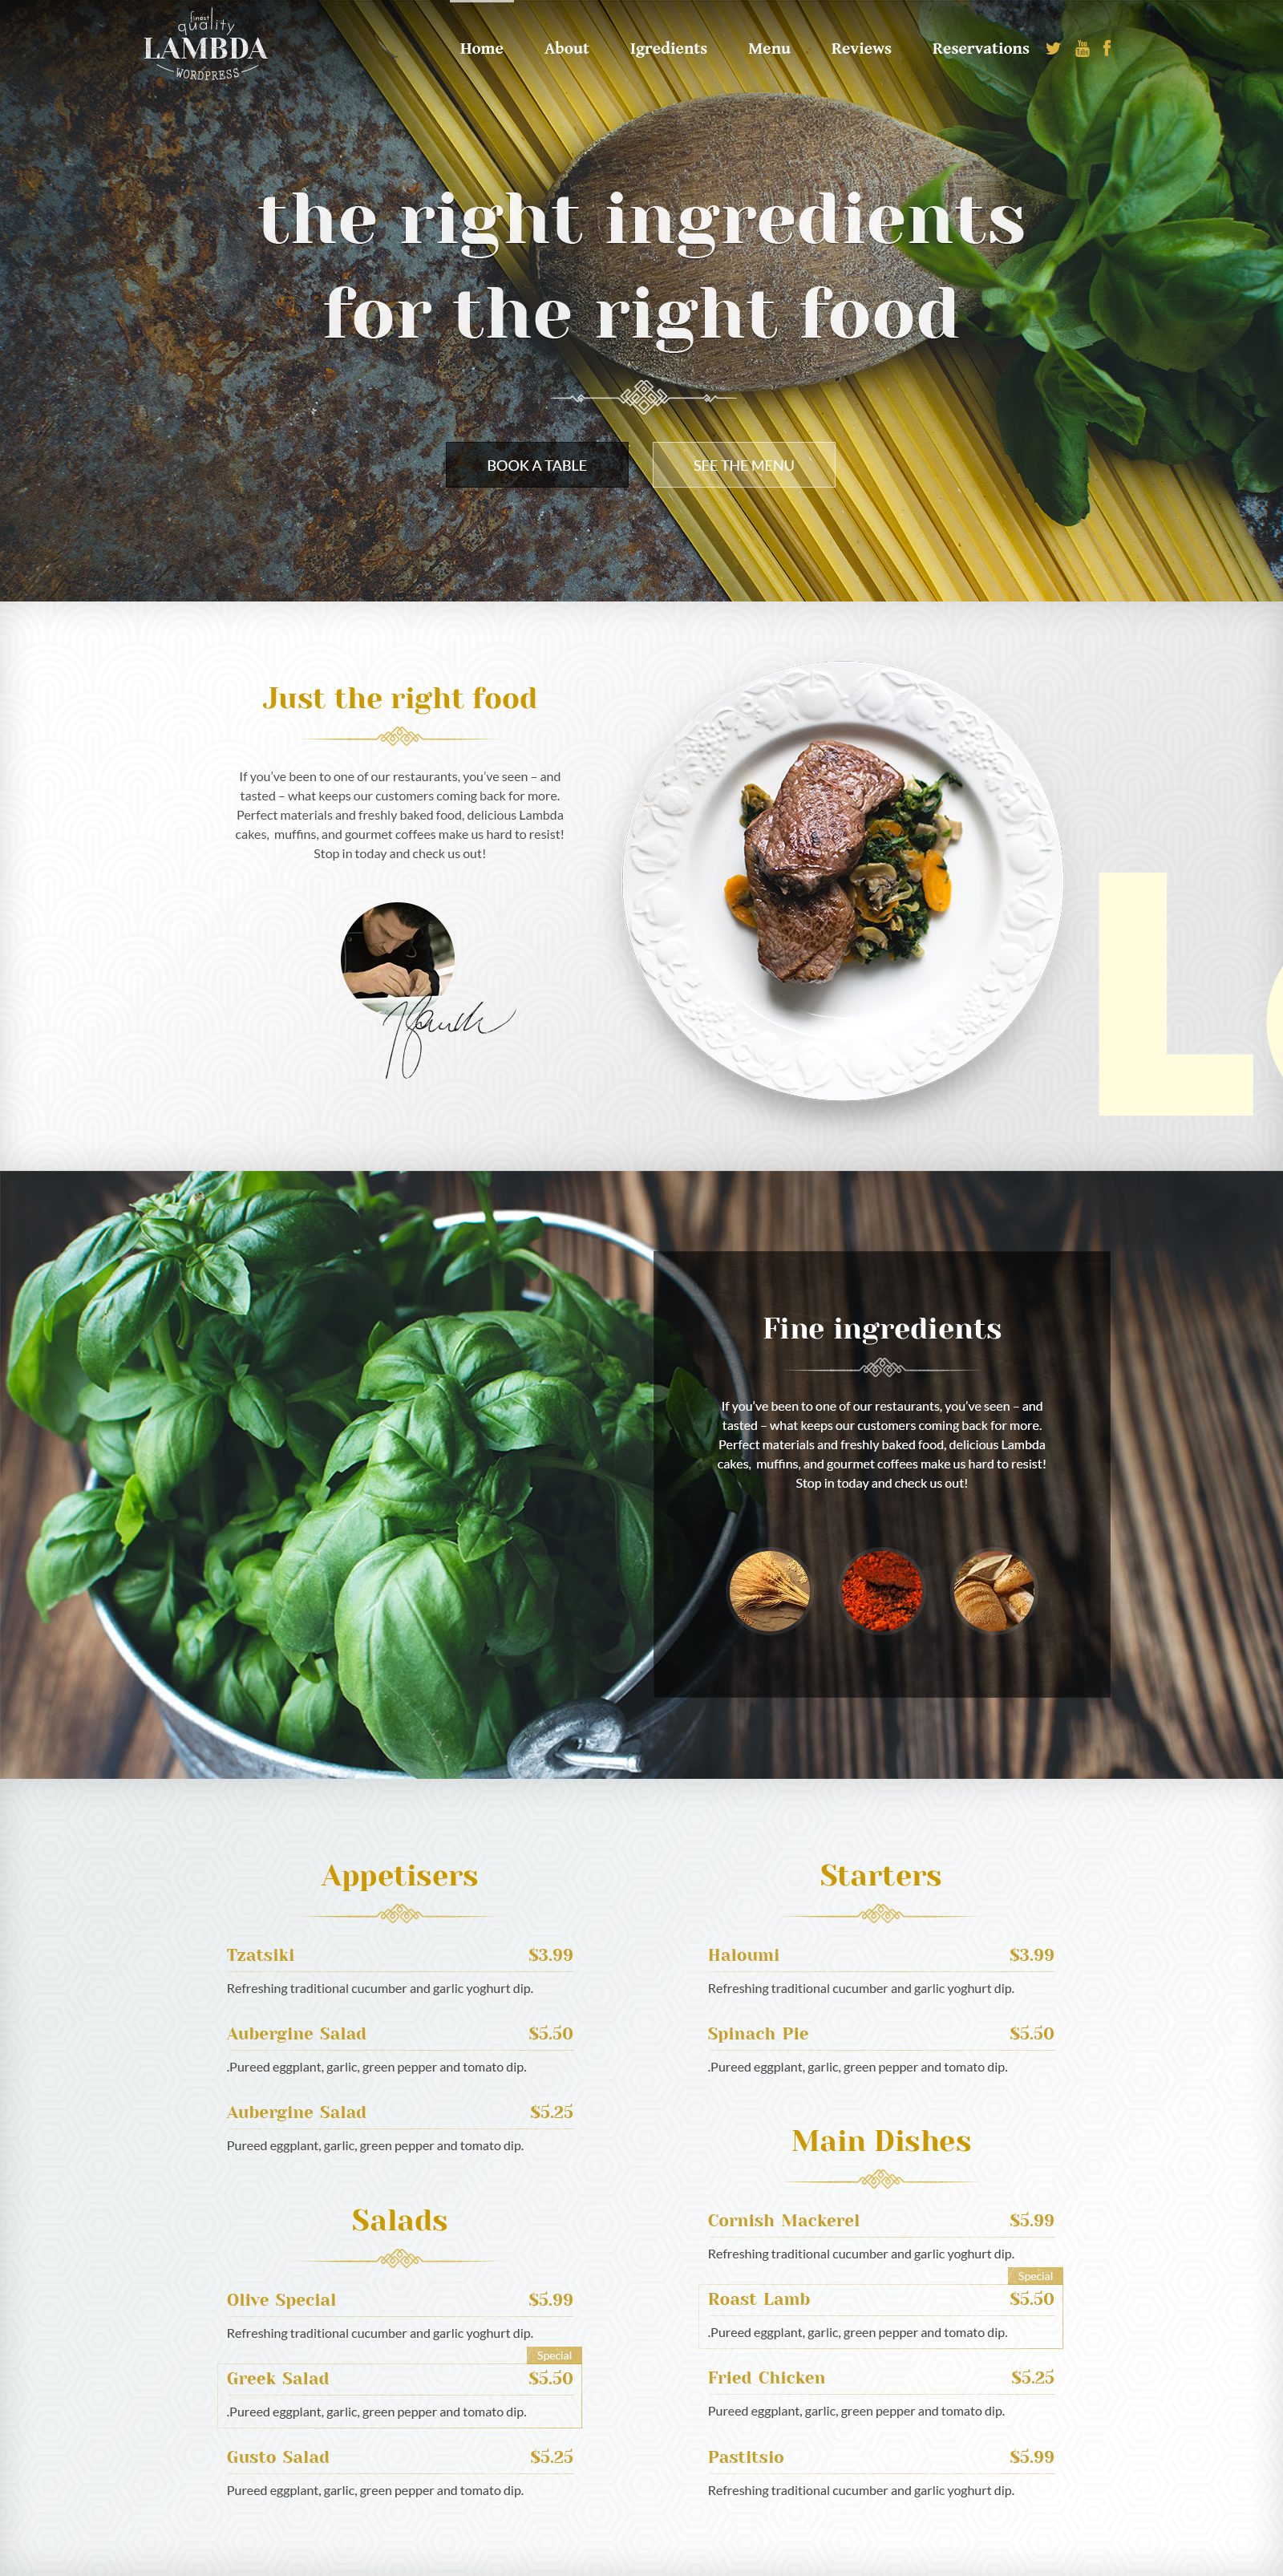 finest
quality
LAMBDA
WORDPRESS
Home About Igredients Menu Reviews Reservations You Tube f
the right ingredients
for the right food
BOOK A TABLE
SEE THE MENU
Just the right food
If you’ve been to one of our restaurants, you’ve seen – and
tasted – what keeps our customers coming back for more.
Perfect materials and freshly baked food, delicious Lambda
cakes,  muffins, and gourmet coffees make us hard to resist!
Stop in today and check us out!
Fine ingredients
If you’ve been to one of our restaurants, you’ve seen – and
tasted – what keeps our customers coming back for more.
Perfect materials and freshly baked food, delicious Lambda
cakes,  muffins, and gourmet coffees make us hard to resist!
Stop in today and check us out!
Appetisers
Tzatsiki $3.99
Refreshing traditional cucumber and garlic yoghurt dip.
Aubergine Salad $5.50
.Pureed eggplant, garlic, green pepper and tomato dip.
Aubergine Salad $5.25
Pureed eggplant, garlic, green pepper and tomato dip.
Salads
Olive Special $5.99
Refreshing traditional cucumber and garlic yoghurt dip.
Special
Greek Salad $5.50
.Pureed eggplant, garlic, green pepper and tomato dip.
Gusto Salad $5.25
Pureed eggplant, garlic, green pepper and tomato dip.
Starters
Haloumi $3.99
Refreshing traditional cucumber and garlic yoghurt dip.
Spinach Pie $5.50
.Pureed eggplant, garlic, green pepper and tomato dip.
Main Dishes
Cornish Mackerel $5.99
Refreshing traditional cucumber and garlic yoghurt dip.
Special
Roast Lamb $5.50
.Pureed eggplant, garlic, green pepper and tomato dip.
Fried Chicken $5.25
Pureed eggplant, garlic, green pepper and tomato dip.
Pastitsio $5.99
Refreshing traditional cucumber and garlic yoghurt dip.